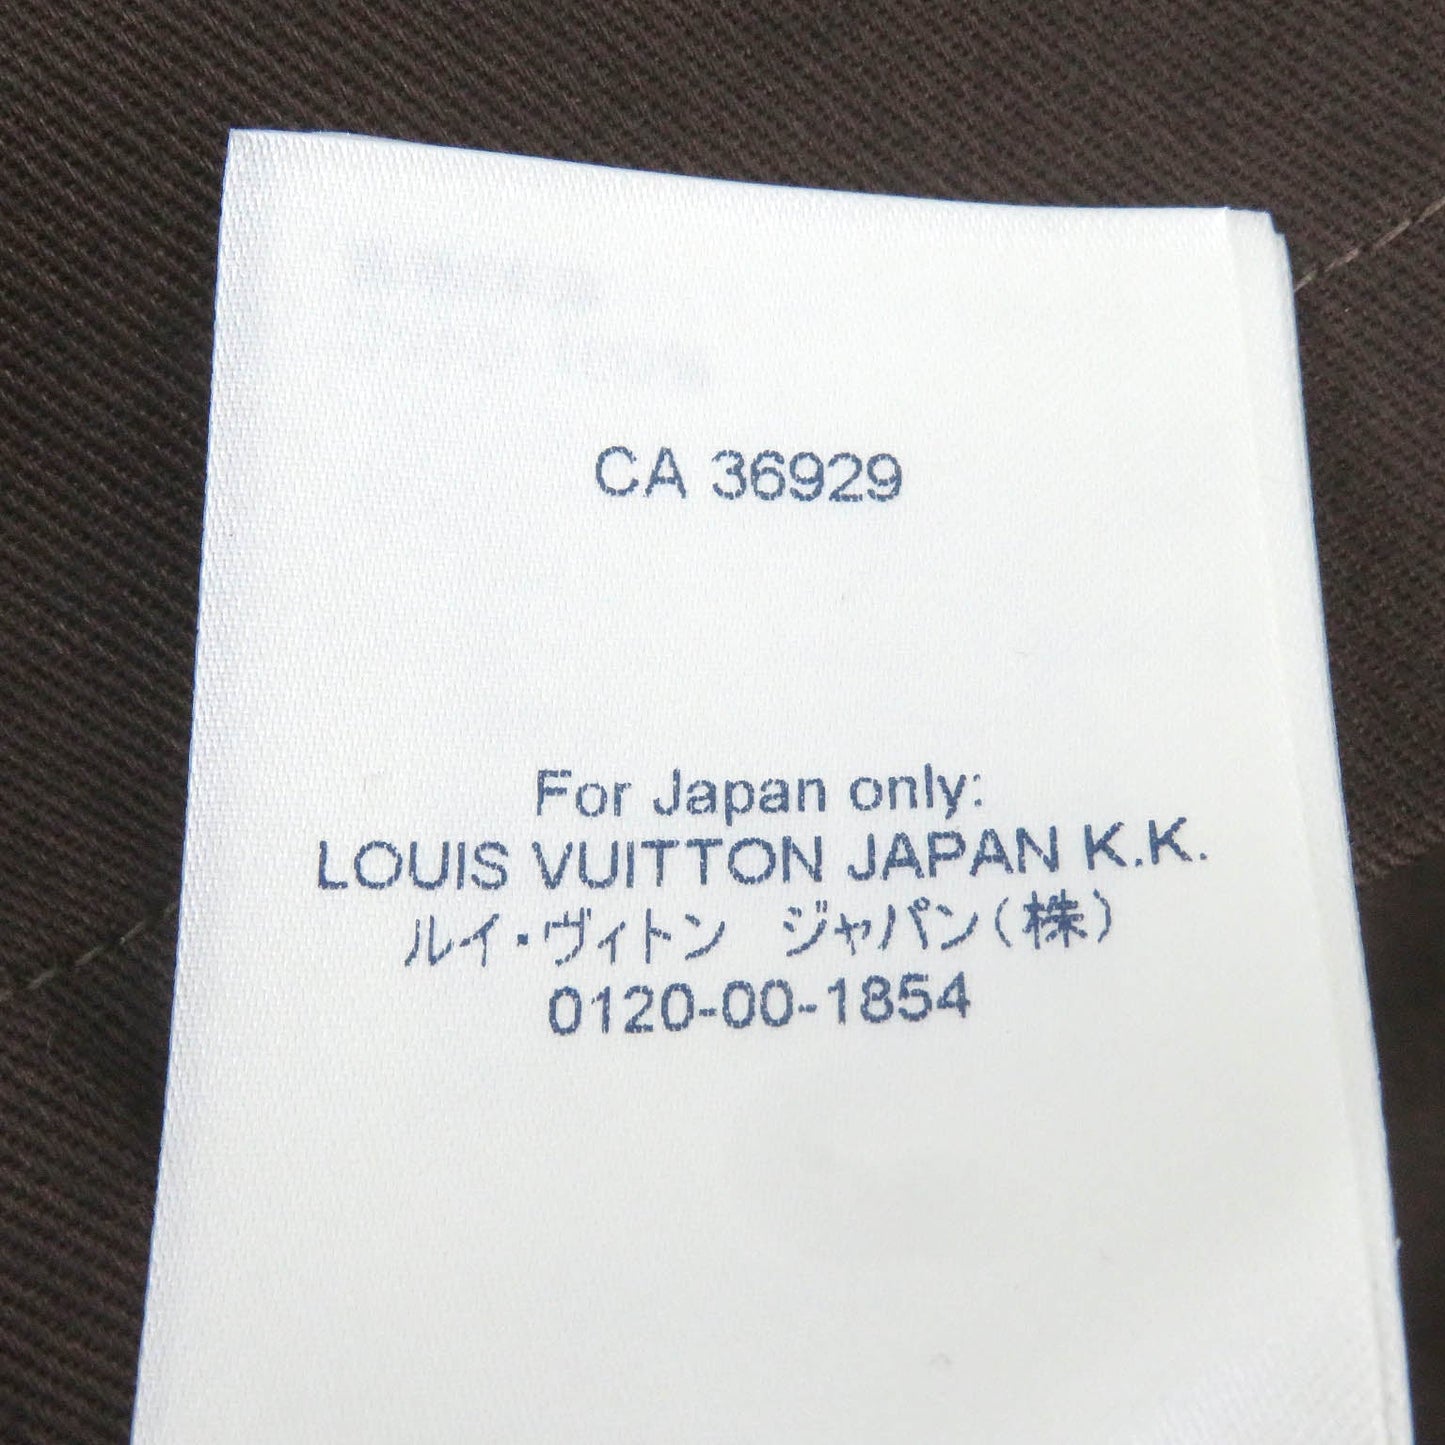 CA 36929
For Japan only:
LOUIS VUITTON JAPAN K.K.
ルイ・ヴィトン ジャパン(株)
0120-00-1854